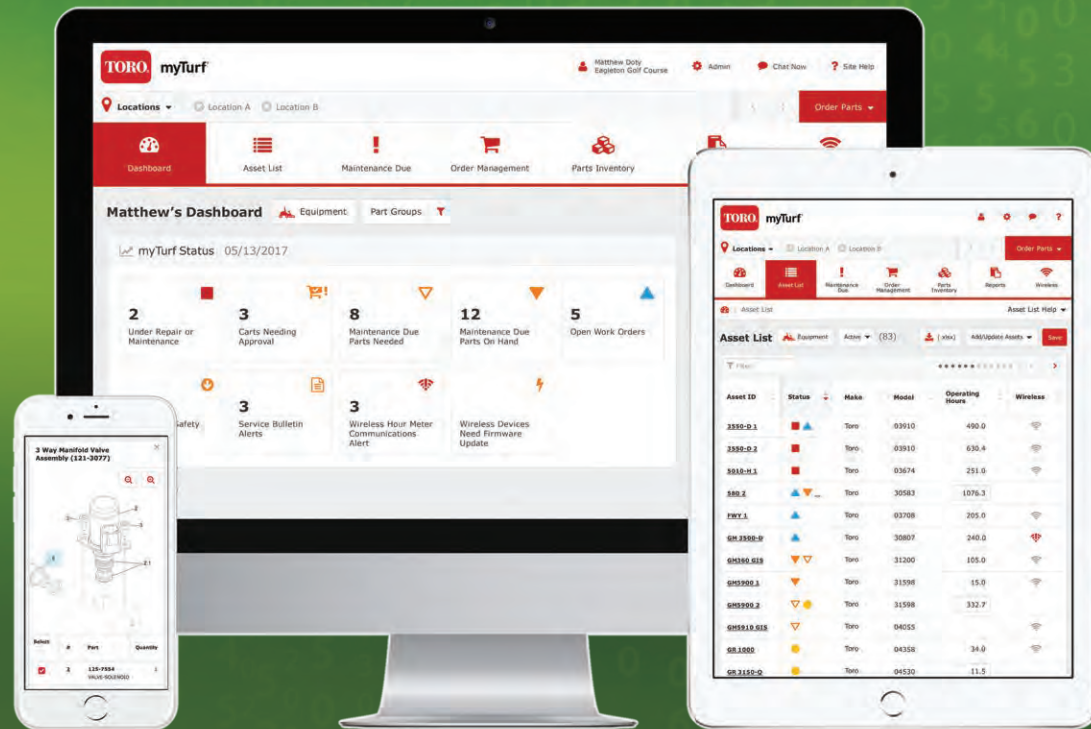 TORO. myTurf
Matthew Doty
Eagleton Golf Course
Admin
Chat Now
? Site Help
Locations
Location A
Location B
Order Parts
Dashboard
Asset List
Maintenance Due
Order Management
Parts Inventory
Matthew's Dashboard
Equipment
Part Groups
myTurf Status 05/13/2017
2
Under Repair or
Maintenance
3
Carts Needing
Approval
8
Maintenance Due
Parts Needed
12
Maintenance Due
Parts On Hand
5
Open Work Orders
Safety
3
Service Bulletin
Alerts
3
Wireless Hour Meter
Communications
Alert
Wireless Devices
Need Firmware
Update
3 Way Manifold Valve
Assembly (121-3077)
Select
# Part Quantity
2 125-7554 1
VALVE-SOLENOID
TORO. myTurf
?
Locations
Location A
Location B
Order Parts
Dashboard
Asset List
Maintenance
Due
Order
Management
Parts
Inventory
Reports
Wireless
Asset List
Asset List Help
Asset List
Equipment
Active
(83)
(.xlsx)
Add/Update Assets
Save
Filter
Asset ID Status Make Model Operating Hours Wireless
3550-D 1 Toro 03910 490.0
3550-D 2 Toro 03910 630.4
5010-H 1 Toro 03674 251.0
580 2 ... Toro 30583 1076.3
FWY 1 Toro 03708 205.0
GM 3500-D Toro 30807 240.0
GM360 GIS Toro 31200 105.0
GM5900 1 Toro 31598 15.0
GM5900 2 Toro 31598 332.7
GM5910 GIS Toro 04055
GR 1000 Toro 04358 34.0
GR 3150-Q Toro 04530 11.5